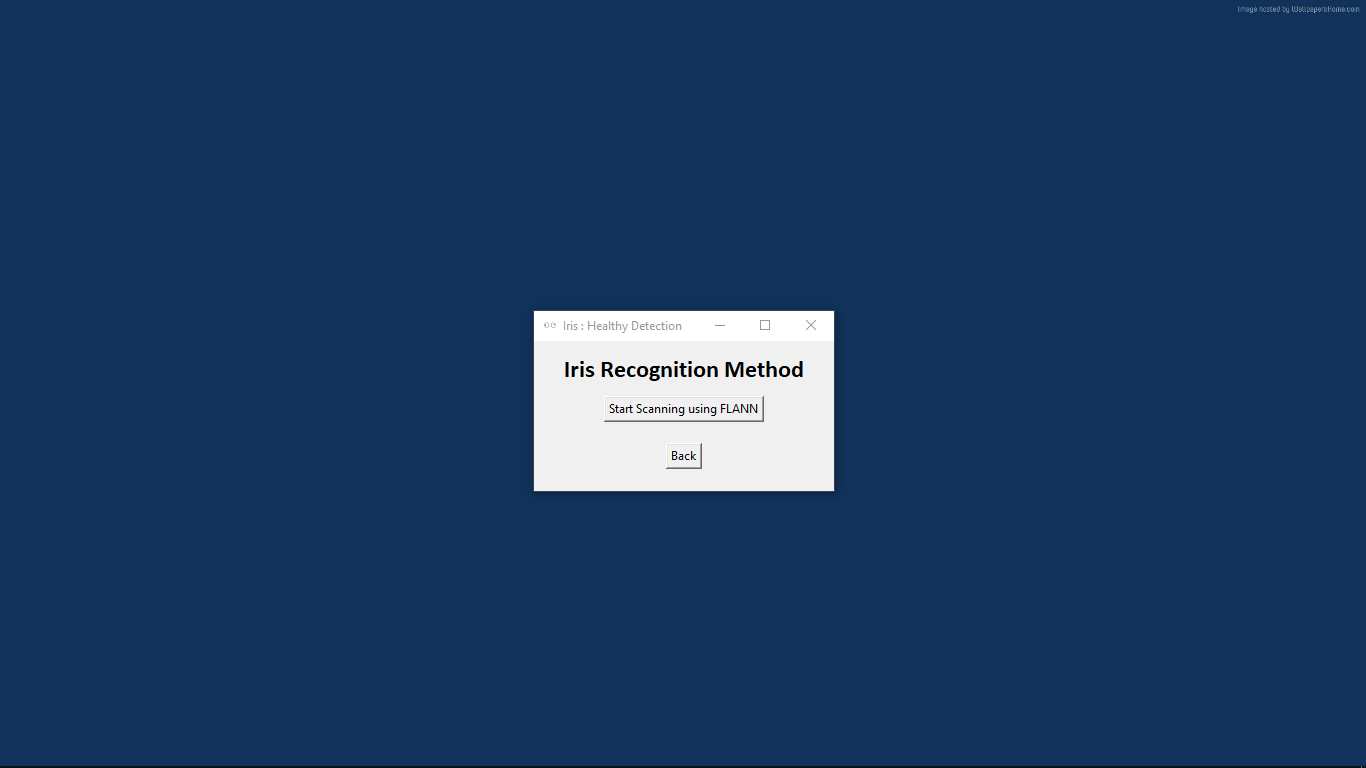 Image hosted by WallpapersHome.com
Iris : Healthy Detection
Iris Recognition Method
Start Scanning using FLANN
Back